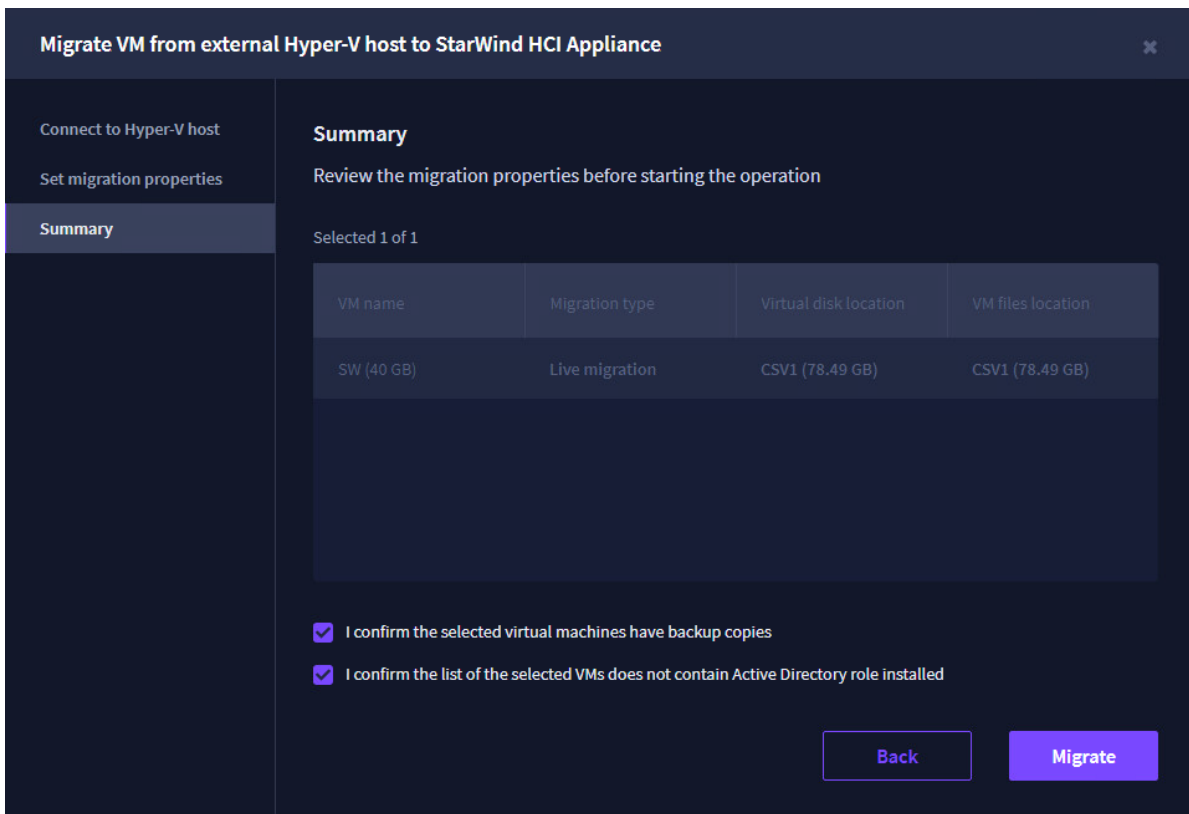 Migrate VM from external Hyper-V host to StarWind HCI Appliance
Connect to Hyper-V host
Set migration properties
Summary
Summary
Review the migration properties before starting the operation
Selected 1 of 1
VM name Migration type Virtual disk location VM files location
SW (40 GB) Live migration CSV1 (78.49 GB) CSV1 (78.49 GB)
I confirm the selected virtual machines have backup copies
I confirm the list of the selected VMs does not contain Active Directory role installed
Back Migrate